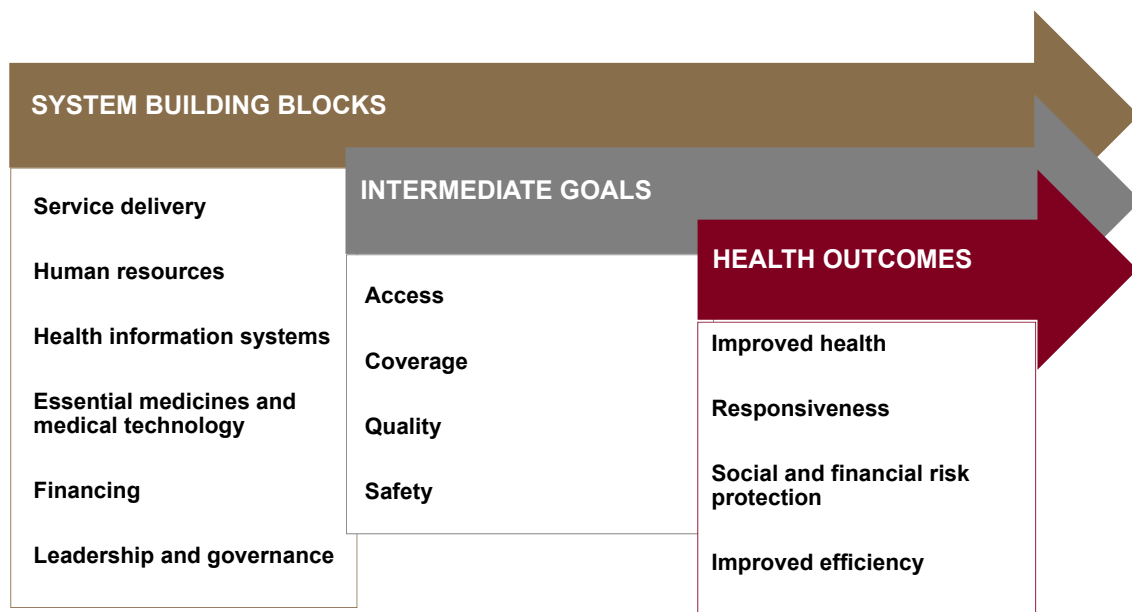 SYSTEM BUILDING BLOCKS
Service delivery
Human resources
Health information systems
Essential medicines and
medical technology
Financing
Leadership and governance
INTERMEDIATE GOALS
Access
Coverage
Quality
Safety
HEALTH OUTCOMES
Improved health
Responsiveness
Social and financial risk
protection
Improved efficiency